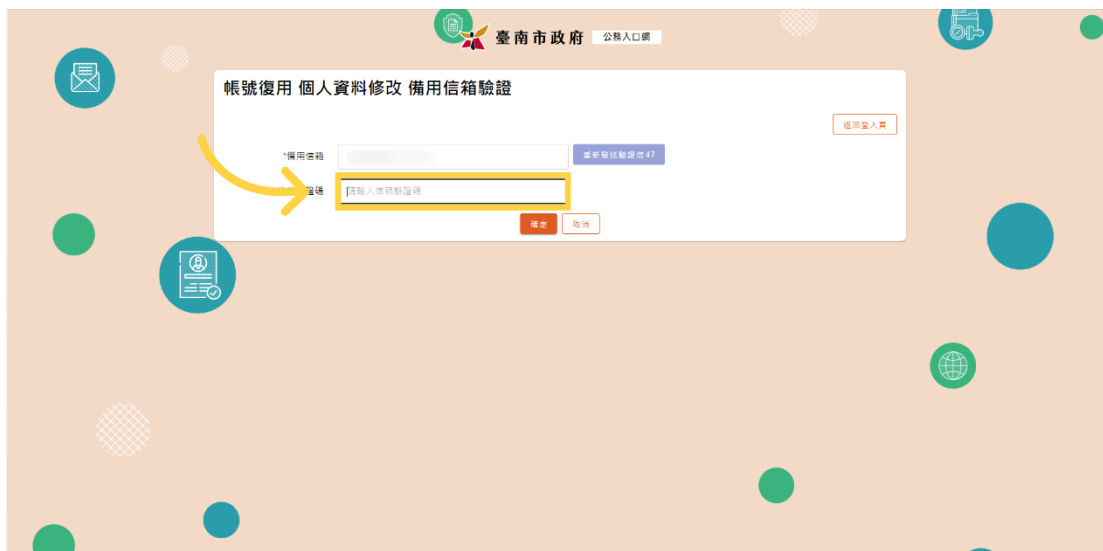 臺南市政府 公務入口網
帳號復用 個人資料修改 備用信箱驗證
返回登入頁
*備用信箱
重新發送驗證信47
證碼 請輸入信箱驗證碼
確定 取消